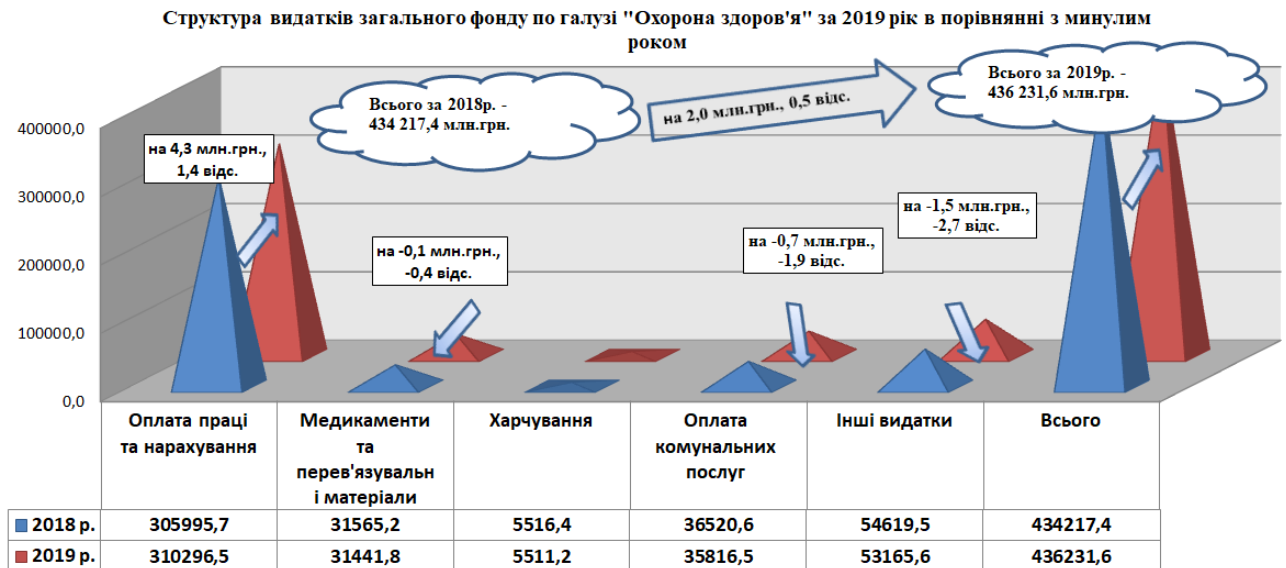 Структура видатків загального фонду по галузі "Охорона здоров'я" за 2019 рік в порівнянні з минулим
роком
Всього за 2018р. -
434 217,4 млн.грн.
на 2,0 млн.грн., 0,5 відс.
Всього за 2019р. -
436 231,6 млн.грн.
400000,0
300000,0
200000,0
100000,0
0,0
на 4,3 млн.грн.,
1,4 відс.
на -0,1 млн.грн.,
-0,4 відс.
на -0,7 млн.грн.,
-1,9 відс.
на -1,5 млн.грн.,
-2,7 відс.
Оплата праці
та нарахування
Медикаменти
та
перев'язувальн
і матеріали
Харчування
Оплата
комунальних
послуг
Інші видатки
Всього
2018 р. 305995,7 31565,2 5516,4 36520,6 54619,5 434217,4
2019 р. 310296,5 31441,8 5511,2 35816,5 53165,6 436231,6